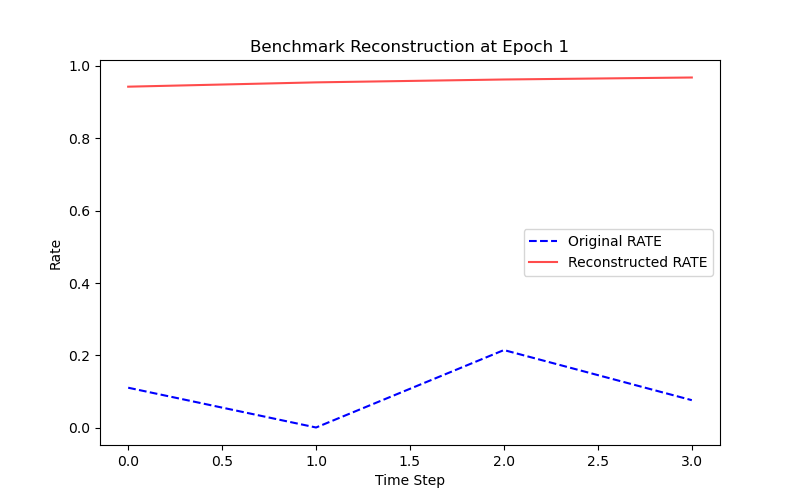 Benchmark Reconstruction at Epoch 1
1.0
0.8
0.6
0.4
0.2
0.0
Rate
Original RATE
Reconstructed RATE
0.0 0.5 1.0 1.5 2.0 2.5 3.0
Time Step